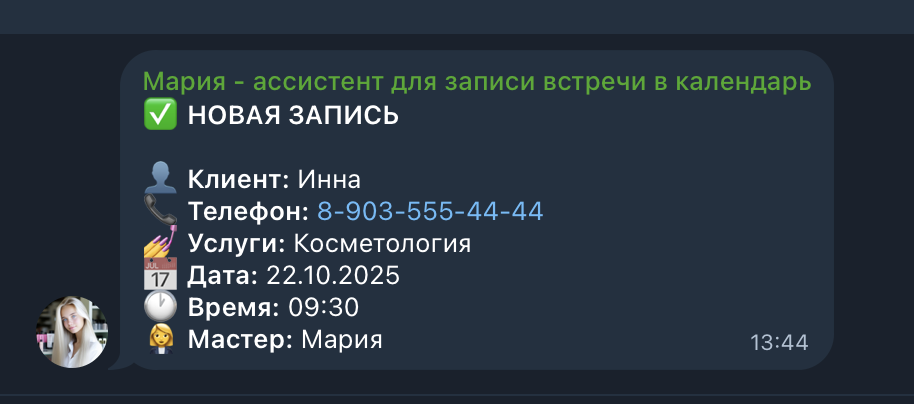 Мария - ассистент для записи встречи в календарь
✅ НОВАЯ ЗАПИСЬ
👤 Клиент: Инна
📞 Телефон: 8-903-555-44-44
💅 Услуги: Косметология
📅 Дата: 22.10.2025
🕐 Время: 09:30
👩‍💼 Мастер: Мария
13:44